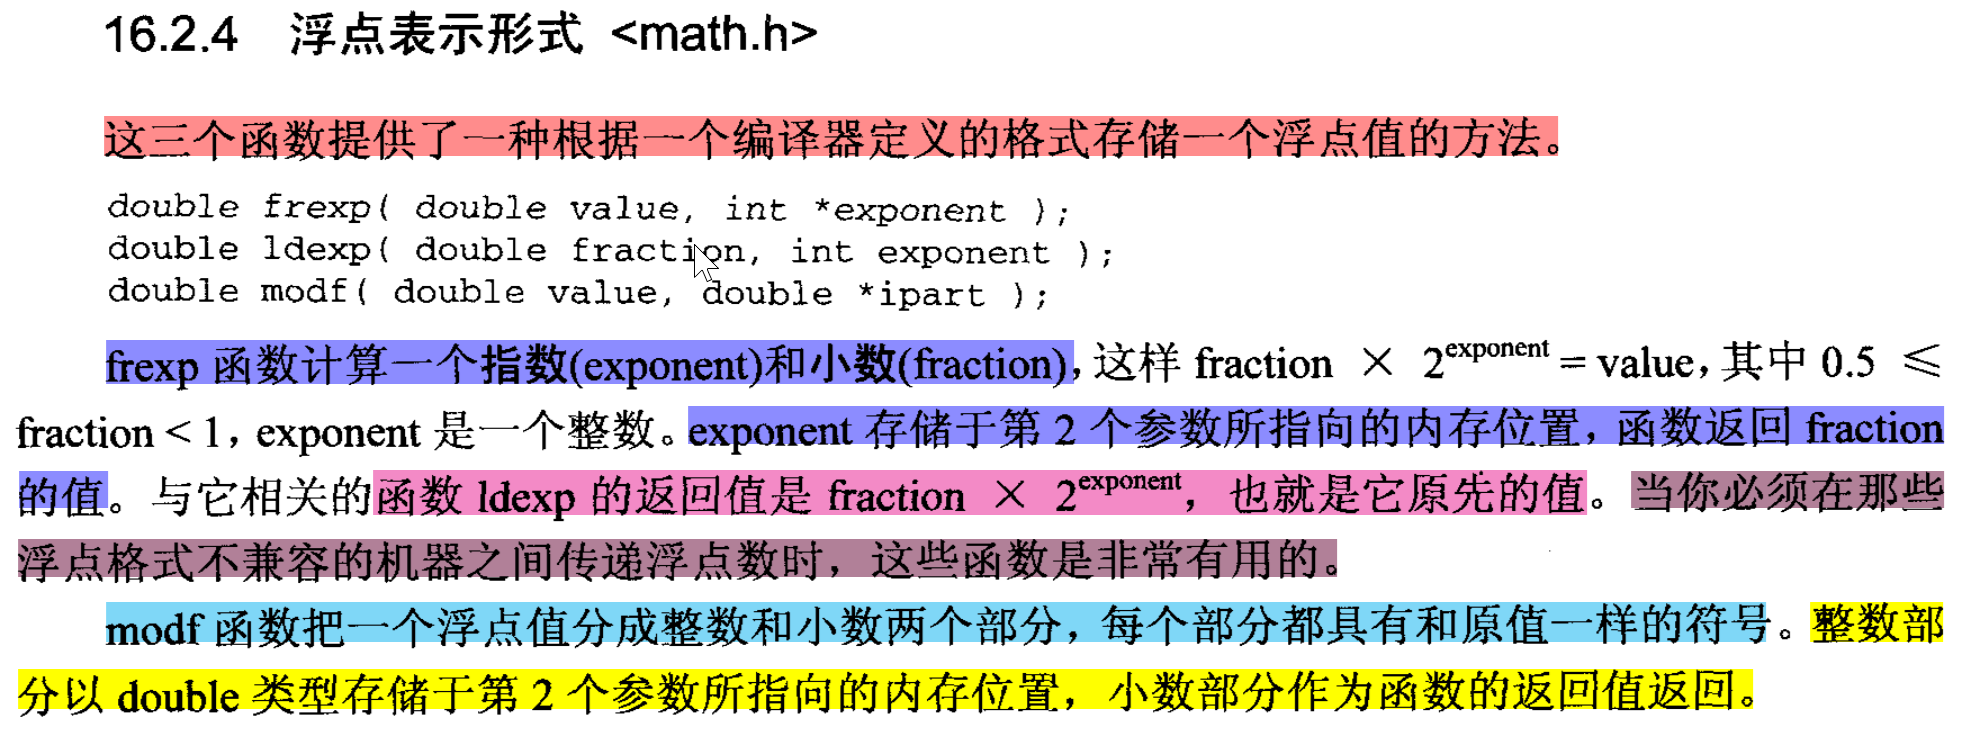 16.2.4 浮点表示形式 <math.h>
这三个函数提供了一种根据一个编译器定义的格式存储一个浮点值的方法。
double frexp( double value, int *exponent );
double ldexp( double fraction, int exponent );
double modf( double value, double *ipart );
frexp 函数计算一个指数(exponent)和小数(fraction)，这样 fraction × 2^exponent = value，其中 0.5 ≤
fraction < 1，exponent 是一个整数。exponent 存储于第 2 个参数所指向的内存位置，函数返回 fraction
的值。与它相关的函数 ldexp 的返回值是 fraction × 2^exponent，也就是它原先的值。当你必须在那些
浮点格式不兼容的机器之间传递浮点数时，这些函数是非常有用的。
modf 函数把一个浮点值分成整数和小数两个部分，每个部分都具有和原值一样的符号。整数部
分以 double 类型存储于第 2 个参数所指向的内存位置，小数部分作为函数的返回值返回。